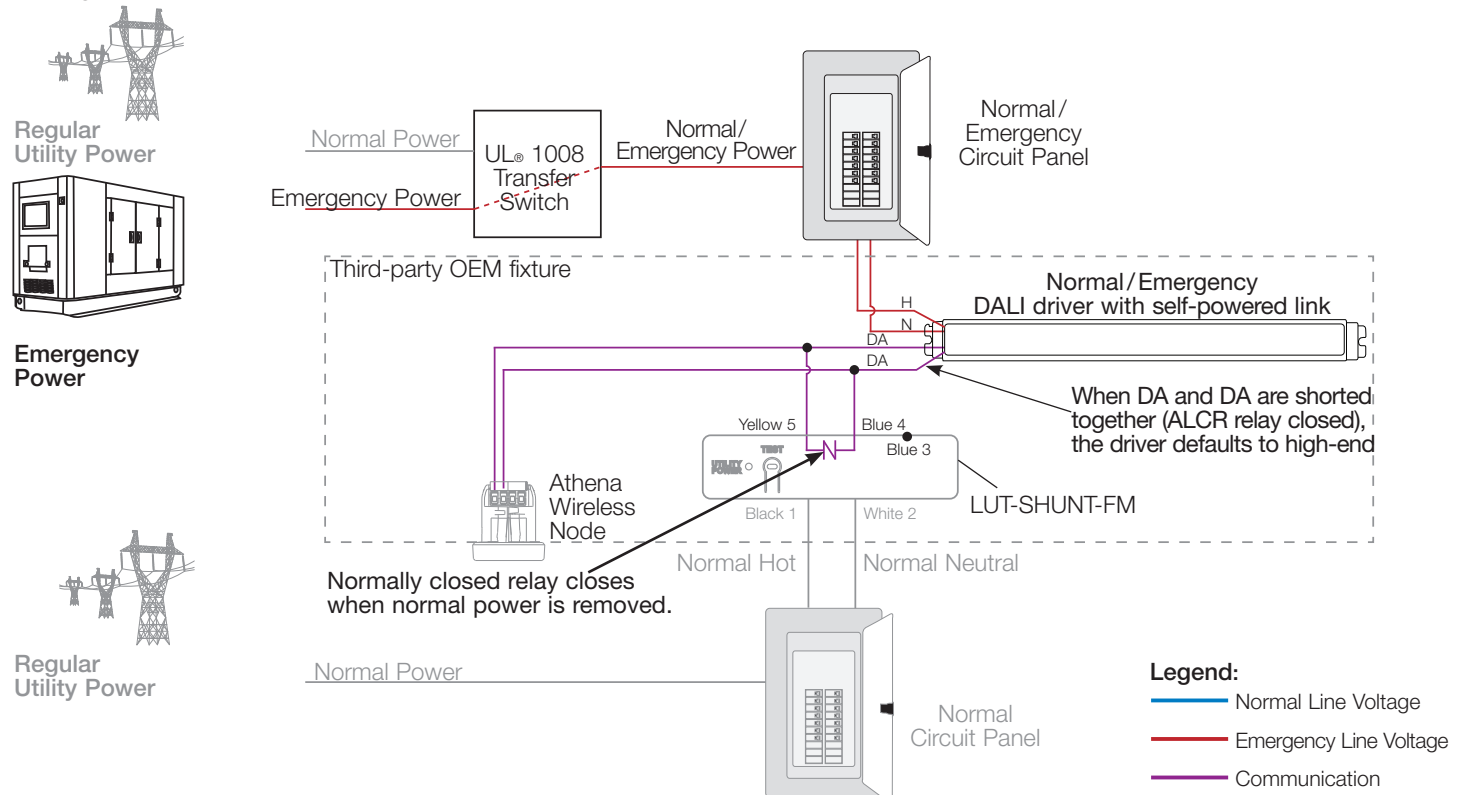 Regular
Utility Power
Emergency
Power
Regular
Utility Power
Normal Power
Emergency Power
UL® 1008
Transfer
Switch
Normal/
Emergency Power
Normal/
Emergency
Circuit Panel
Third-party OEM fixture
Normal/Emergency
DALI driver with self-powered link
H
N
DA
DA
When DA and DA are shorted
together (ALCR relay closed),
the driver defaults to high-end
Yellow 5
Blue 4
Blue 3
UTILITY
POWER
TEST
LUT-SHUNT-FM
Athena
Wireless
Node
Black 1
White 2
Normal Hot
Normal Neutral
Normally closed relay closes
when normal power is removed.
Normal Power
Normal
Circuit Panel
Legend:
Normal Line Voltage
Emergency Line Voltage
Communication